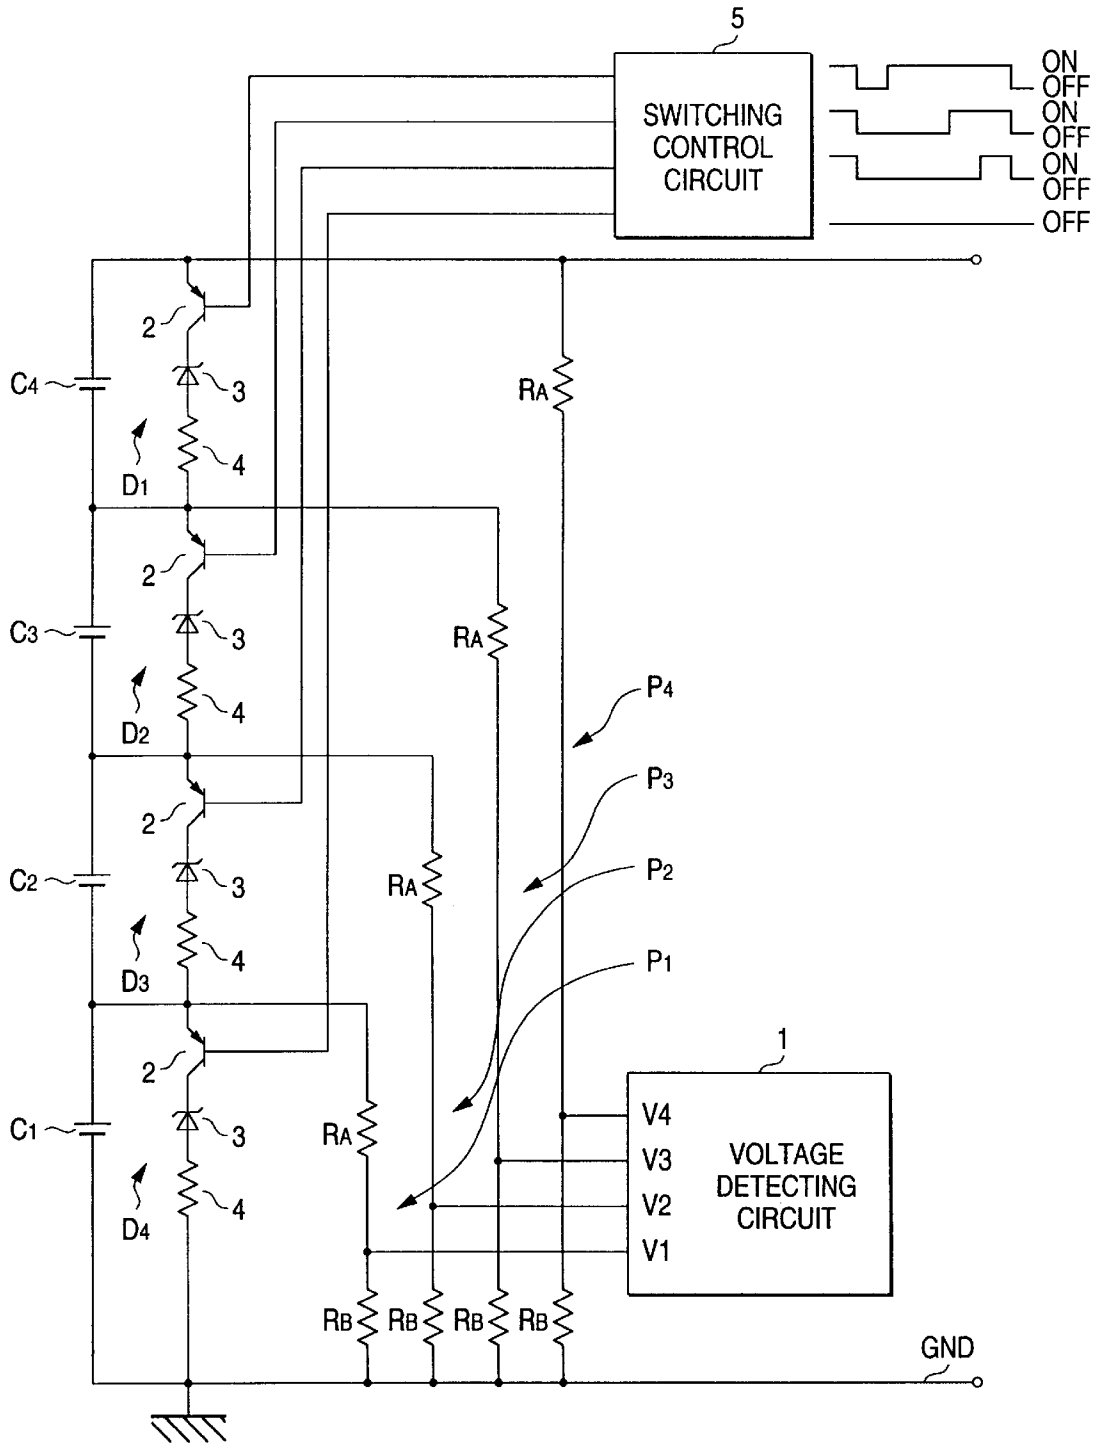 5
SWITCHING
CONTROL
CIRCUIT
ON
OFF
ON
OFF
ON
OFF
OFF
2
C4
3
RA
4
D1
2
C3
3
RA
4
D2
P4
P3
2
C2
3
RA
P2
4
D3
P1
2
1
C1
3
RA
4
D4
V4
V3
V2
V1
VOLTAGE
DETECTING
CIRCUIT
RB
RB
RB
RB
GND